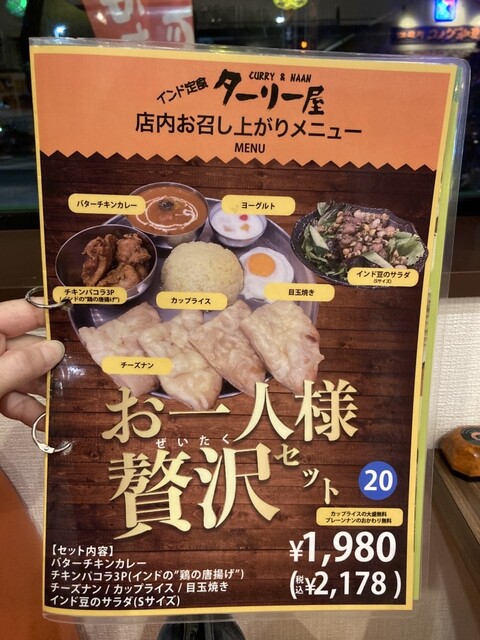 CURRY & NAAN
インド定食 ターリー屋
店内お召し上がりメニュー
MENU
バターチキンカレー
ヨーグルト
インド豆のサラダ
(Sサイズ)
チキンパコラ3P
(インドの"鶏の唐揚げ")
カップライス
目玉焼き
チーズナン
お一人様
ぜいたく
贅沢セット
20
カップライスの大盛無料
プレーンナンのおかわり無料
【セット内容】
バターチキンカレー
チキンパコラ3P(インドの"鶏の唐揚げ")
チーズナン / カップライス / 目玉焼き
インド豆のサラダ(Sサイズ)
¥1,980
(税込¥2,178)